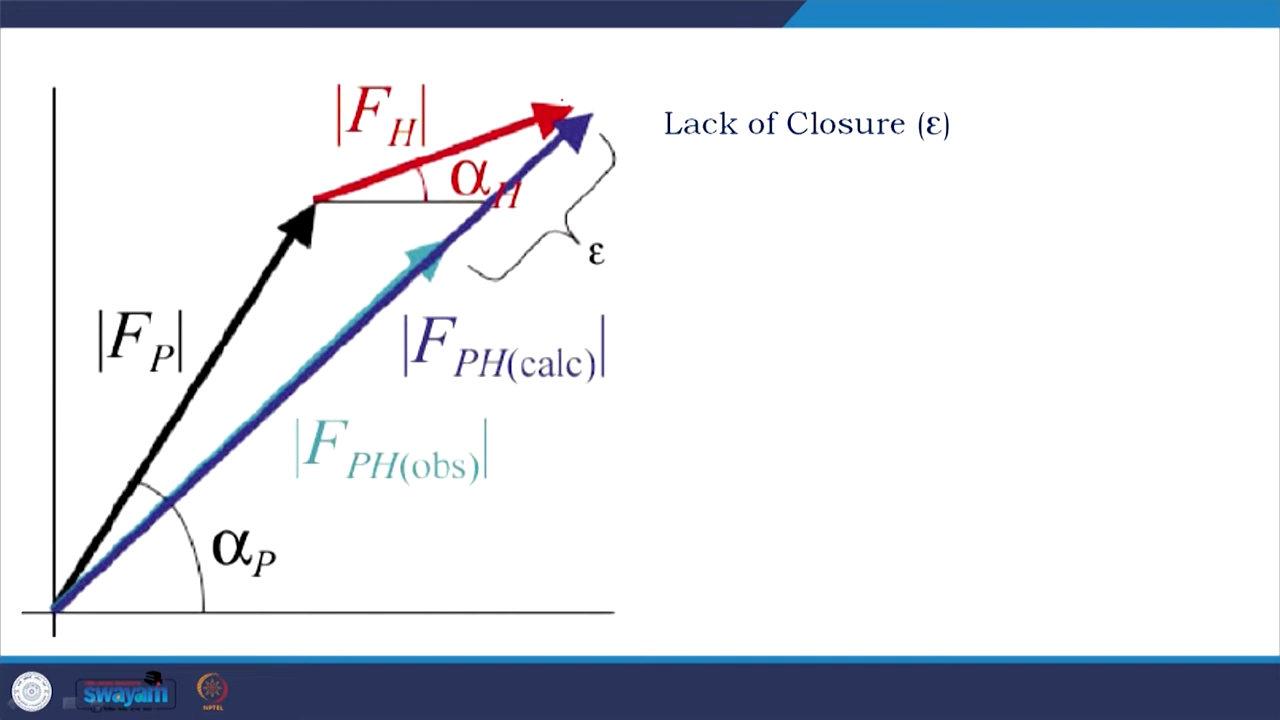 |F_H|
Lack of Closure (ε)
α_H
ε
|F_P|
|F_PH(calc)|
|F_PH(obs)|
α_P
swayam
NPTEL